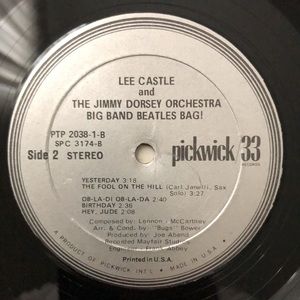 LEE CASTLE
and
THE JIMMY DORSEY ORCHESTRA
BIG BAND BEATLES BAG!
PTP 2038-1-B
SPC 3174-B
Side 2 STEREO
pickwick 33
RECORDS
YESTERDAY 3:18
THE FOOL ON THE HILL (Carl Janelli, Sax
Solo) 3:27
OB-LA-DI OB-LA-DA 2:40
BIRTHDAY 2:36
HEY, JUDE 2:08
Composed by: Lennon - McCartney
Arr. & Cond. by: "Bugs" Bower
Produced by: Joe Abend
Recorded Mayfair Stud
Engineer: Abbey
A PRODUCT OF PICKWICK INT'L
MADE IN U.S.A.
Printed in U.S.A.